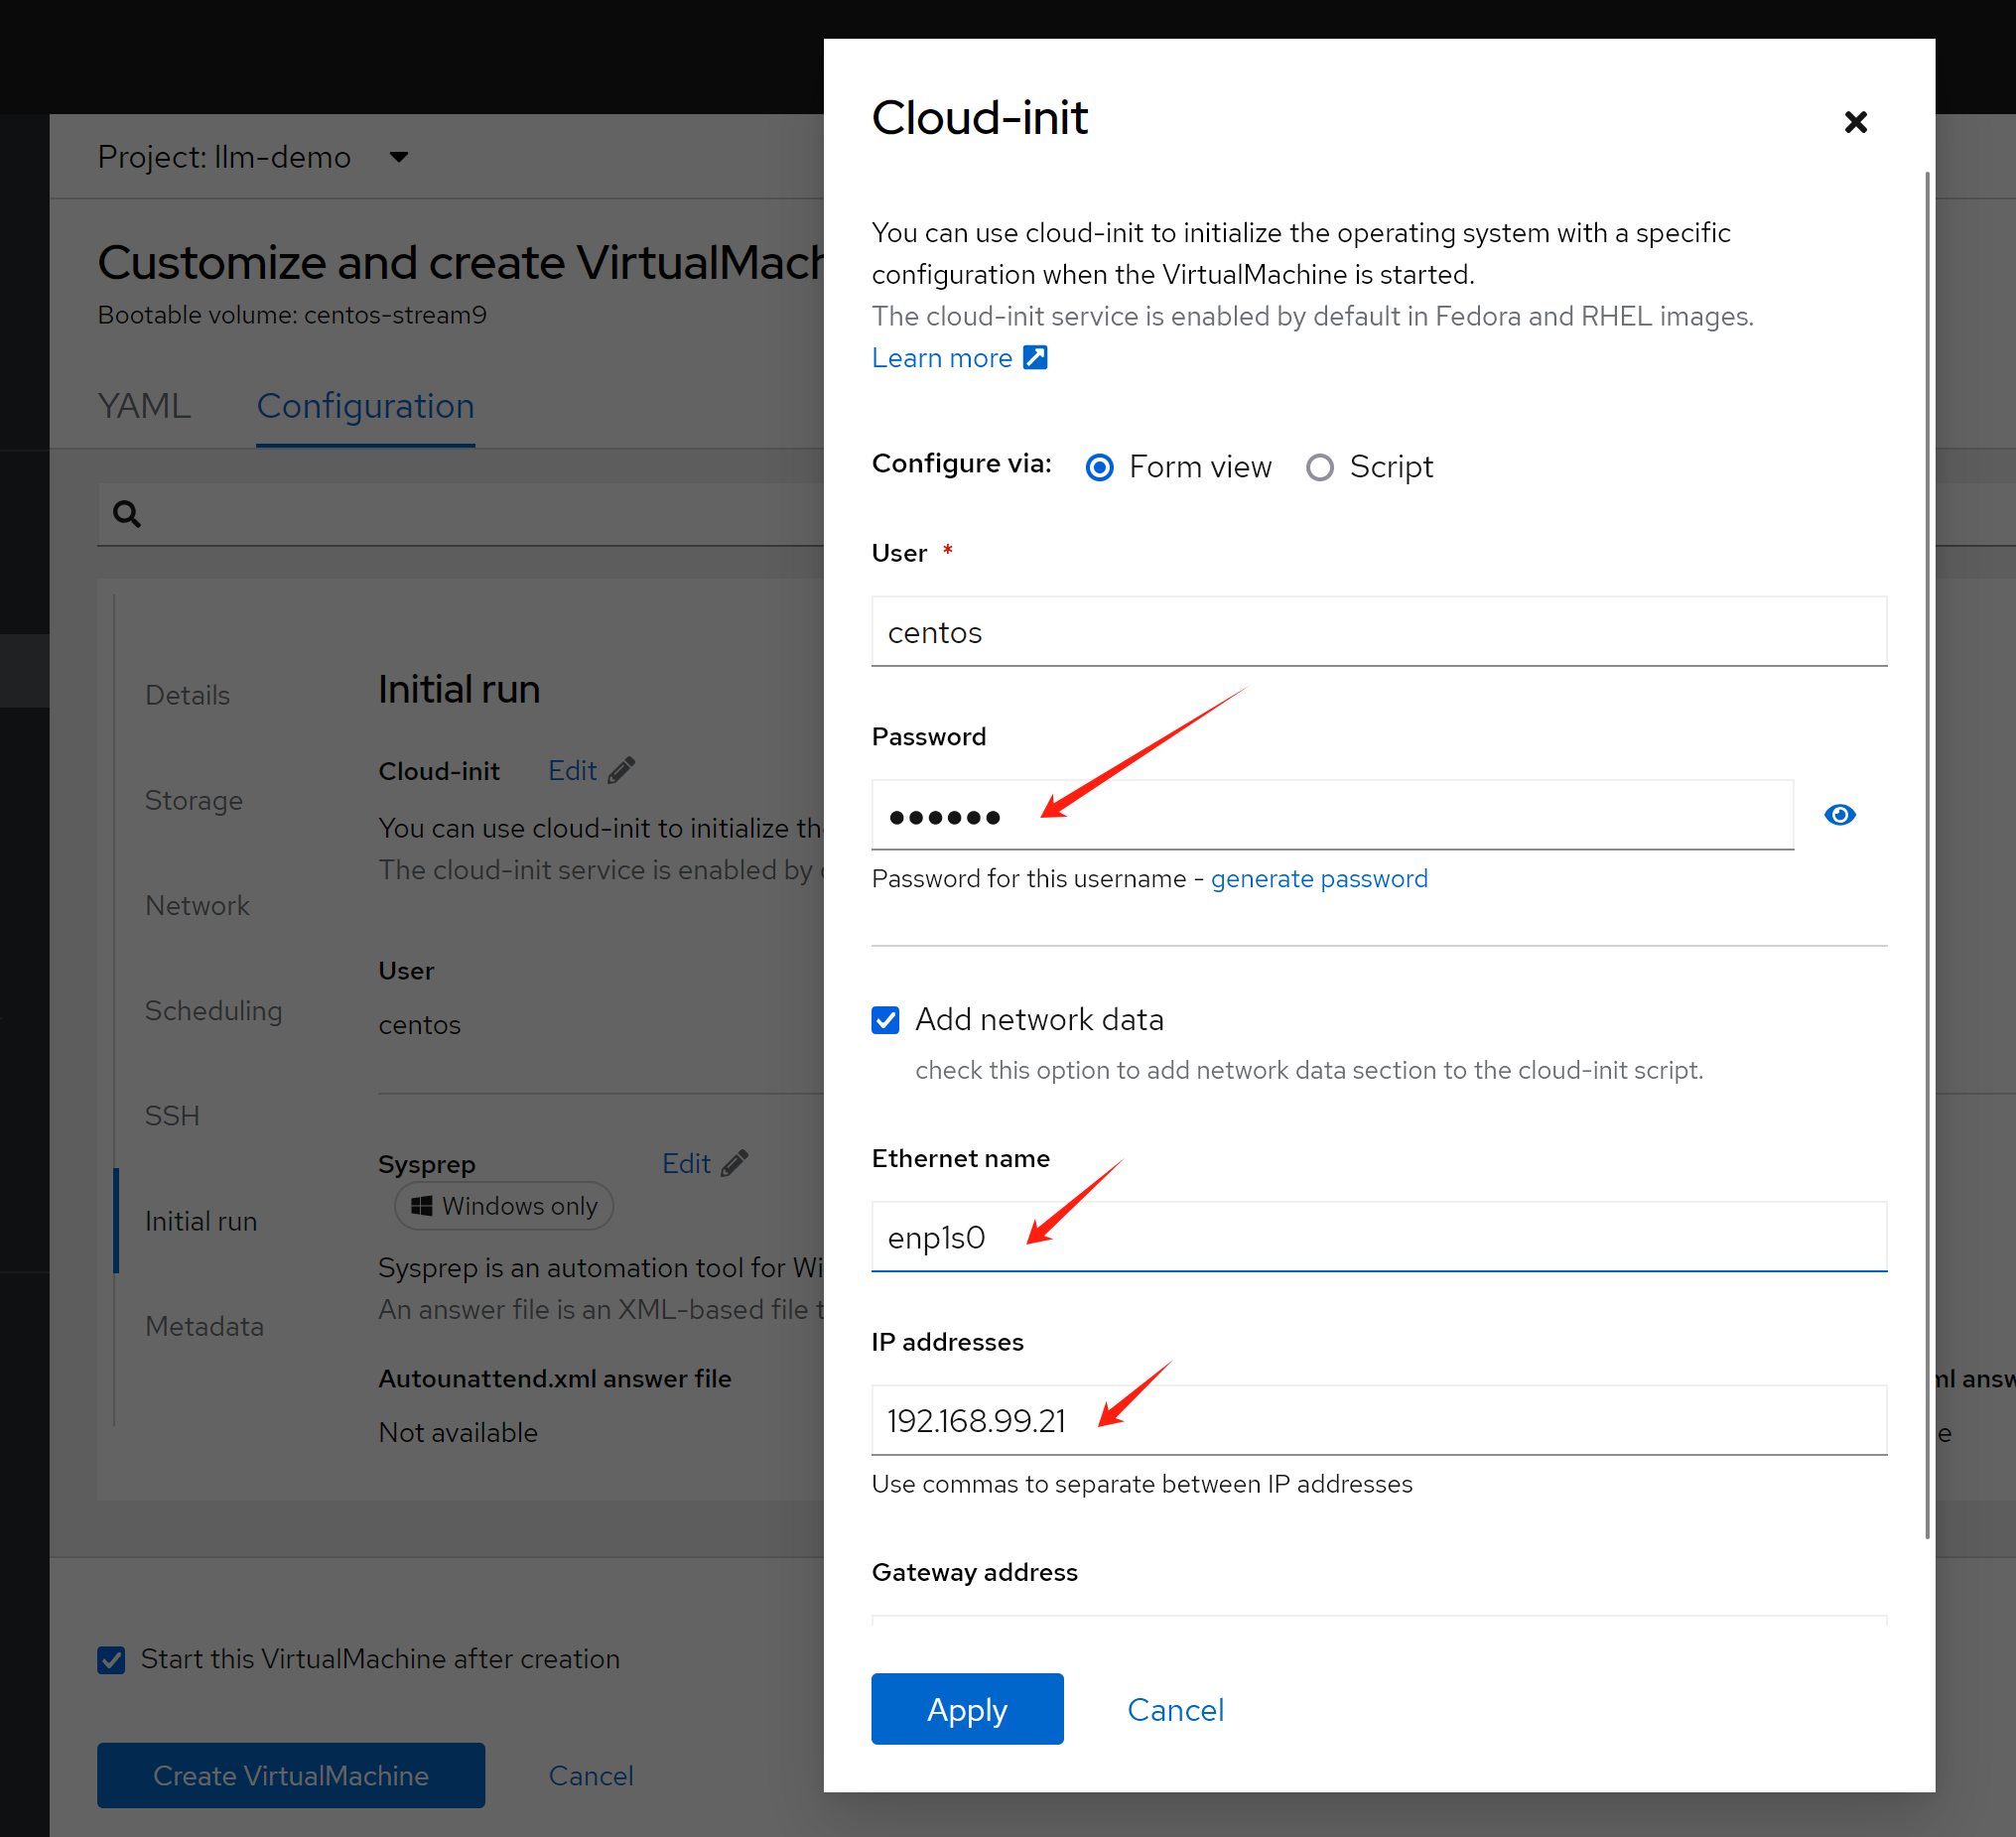 Project: llm-demo
Customize and create VirtualMach
Bootable volume: centos-stream9
YAML
Configuration
Details
Storage
Network
Scheduling
SSH
Initial run
Metadata
Initial run
Cloud-init
Edit
You can use cloud-init to initialize th
The cloud-init service is enabled by
User
centos
Sysprep
Edit
Windows only
Sysprep is an automation tool for Wi
An answer file is an XML-based file t
Autounattend.xml answer file
Not available
Start this VirtualMachine after creation
Create VirtualMachine
Cancel
Cloud-init
You can use cloud-init to initialize the operating system with a specific
configuration when the VirtualMachine is started.
The cloud-init service is enabled by default in Fedora and RHEL images.
Learn more
Configure via:
Form view
Script
User *
centos
Password
••••••
Password for this username - generate password
Add network data
check this option to add network data section to the cloud-init script.
Ethernet name
enp1s0
IP addresses
192.168.99.21
Use commas to separate between IP addresses
Gateway address
Apply
Cancel